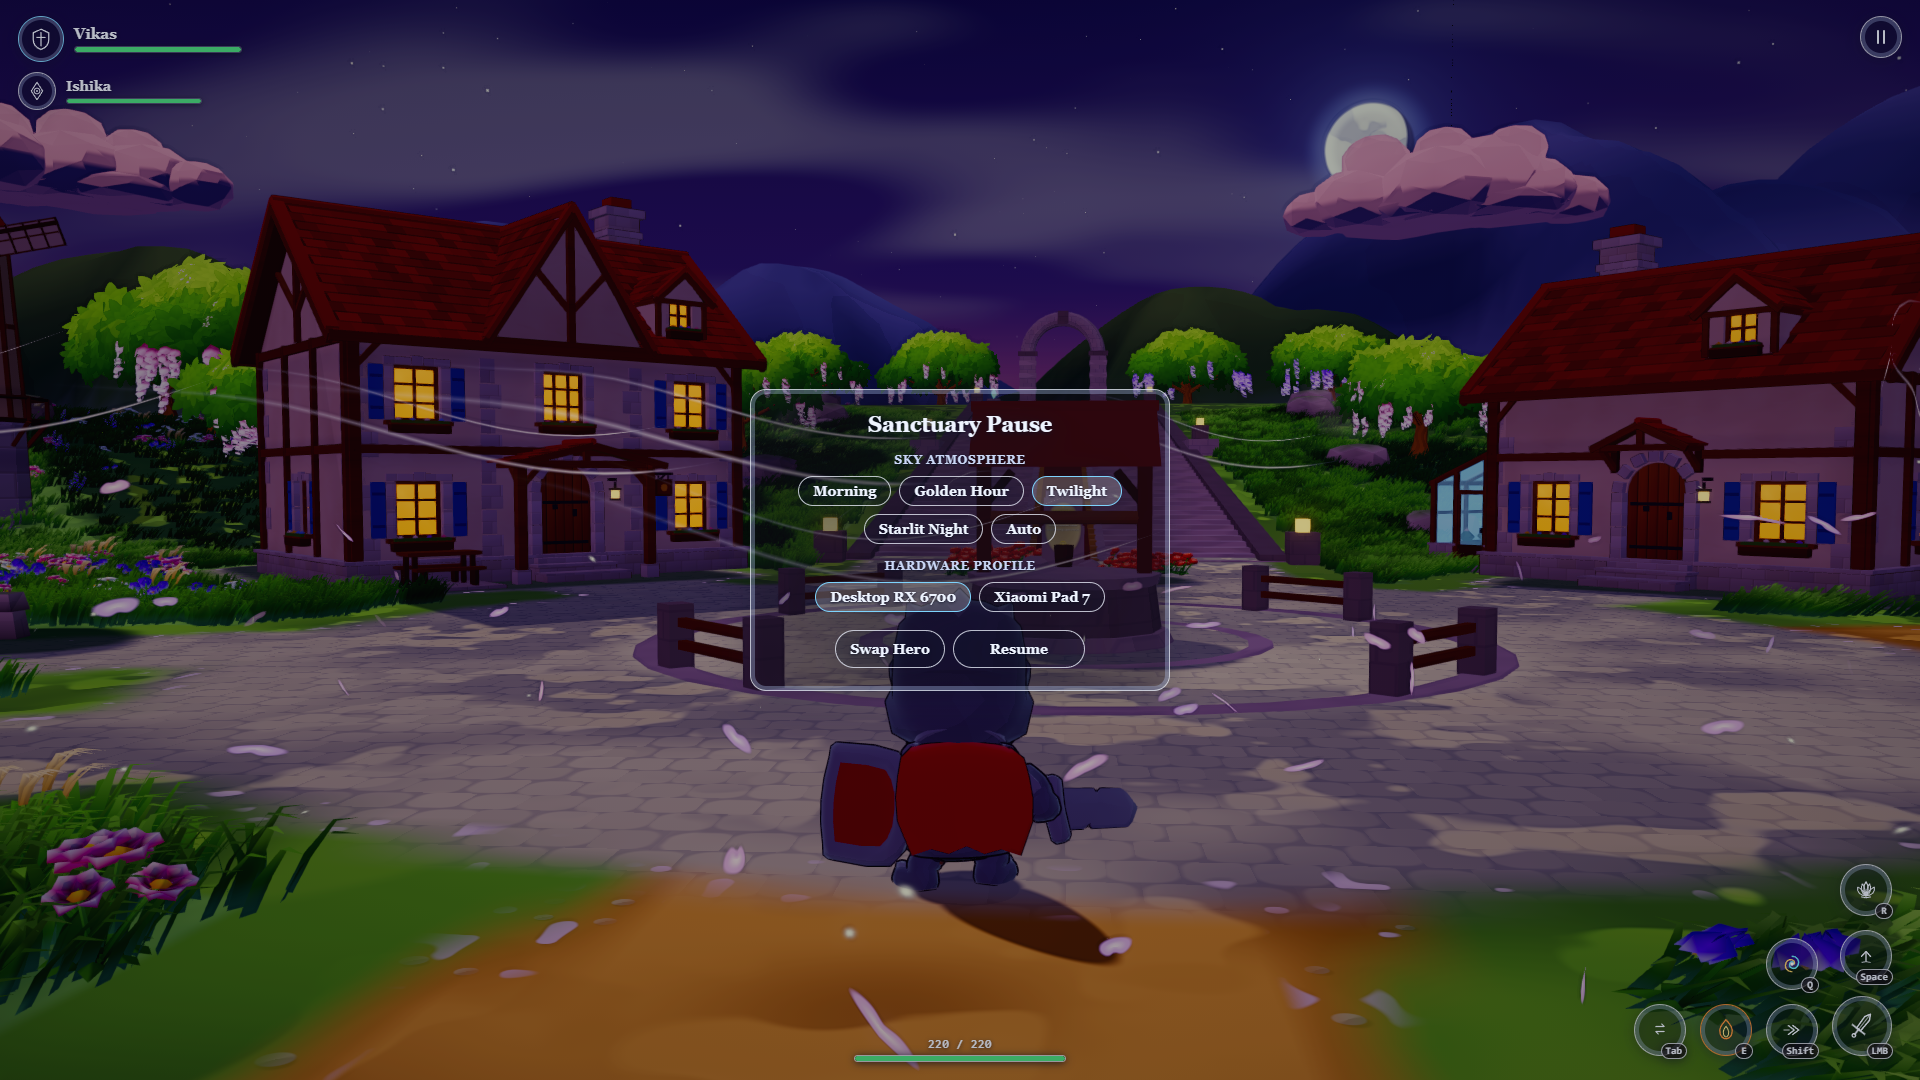 Vikas
Ishika
Sanctuary Pause
SKY ATMOSPHERE
Morning Golden Hour Twilight
Starlit Night Auto
HARDWARE PROFILE
Desktop RX 6700 Xiaomi Pad 7
Swap Hero Resume
R
Q Space
Tab E Shift LMB
220 / 220